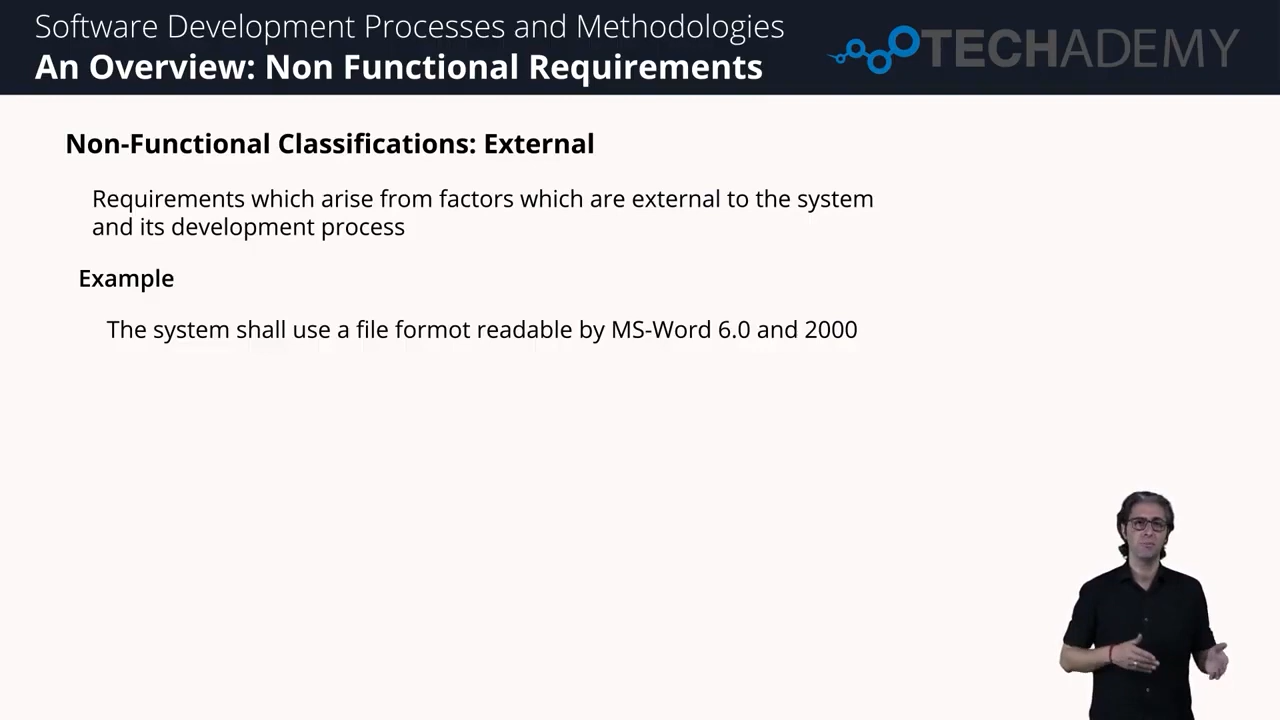 Software Development Processes and Methodologies
An Overview: Non Functional Requirements
TECHADEMY
Non-Functional Classifications: External
Requirements which arise from factors which are external to the system
and its development process
Example
The system shall use a file formot readable by MS-Word 6.0 and 2000